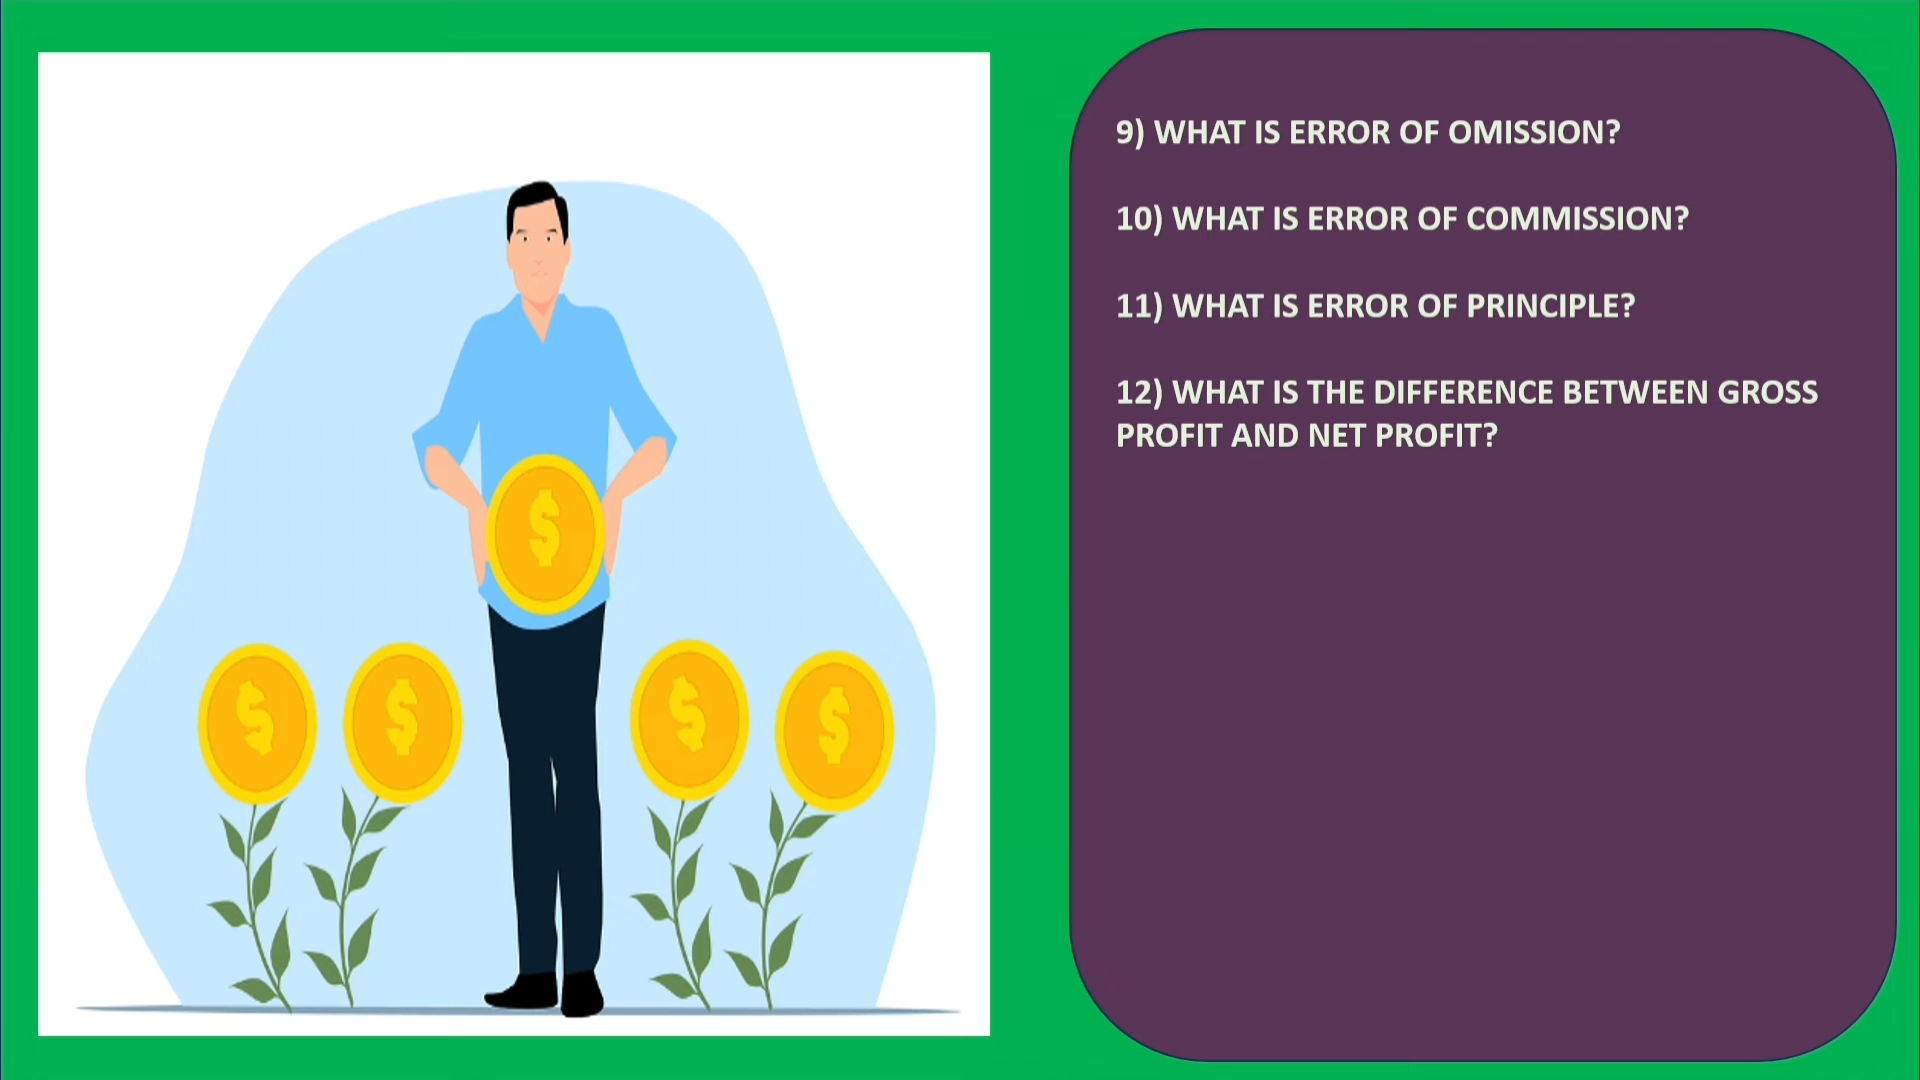 9) WHAT IS ERROR OF OMISSION?
10) WHAT IS ERROR OF COMMISSION?
11) WHAT IS ERROR OF PRINCIPLE?
12) WHAT IS THE DIFFERENCE BETWEEN GROSS
PROFIT AND NET PROFIT?
$
$
$
$
$